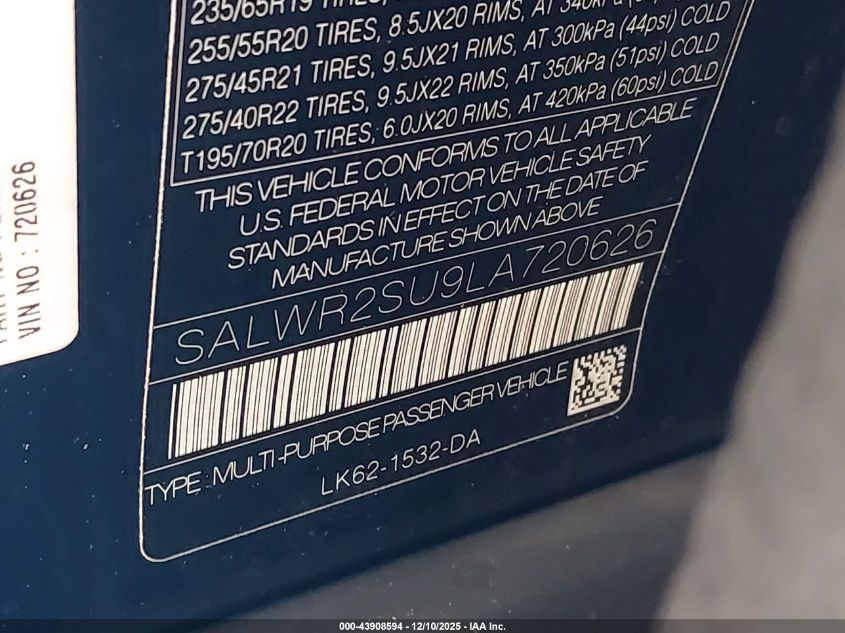 235/65R19 TIRES,
255/55R20 TIRES, 8.5JX20 RIMS, AT 340kPa
275/45R21 TIRES, 9.5JX21 RIMS, AT 300kPa (44psi) COLD
275/40R22 TIRES, 9.5JX22 RIMS, AT 350kPa (51psi) COLD
T195/70R20 TIRES, 6.0JX20 RIMS, AT 420kPa (60psi) COLD
THIS VEHICLE CONFORMS TO ALL APPLICABLE
U.S. FEDERAL MOTOR VEHICLE SAFETY
STANDARDS IN EFFECT ON THE DATE OF
MANUFACTURE SHOWN ABOVE
SALWR2SU9LA720626
TYPE: MULTI-PURPOSE PASSENGER VEHICLE
LK62-1532-DA
VIN NO : 720626
000-43908594 — 12/10/2025 — IAA Inc.